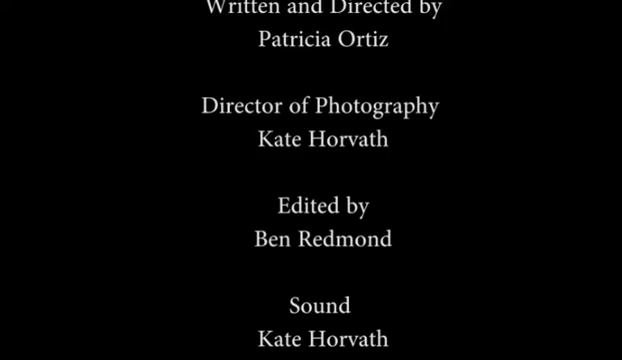 Written and Directed by
Patricia Ortiz
Director of Photography
Kate Horvath
Edited by
Ben Redmond
Sound
Kate Horvath